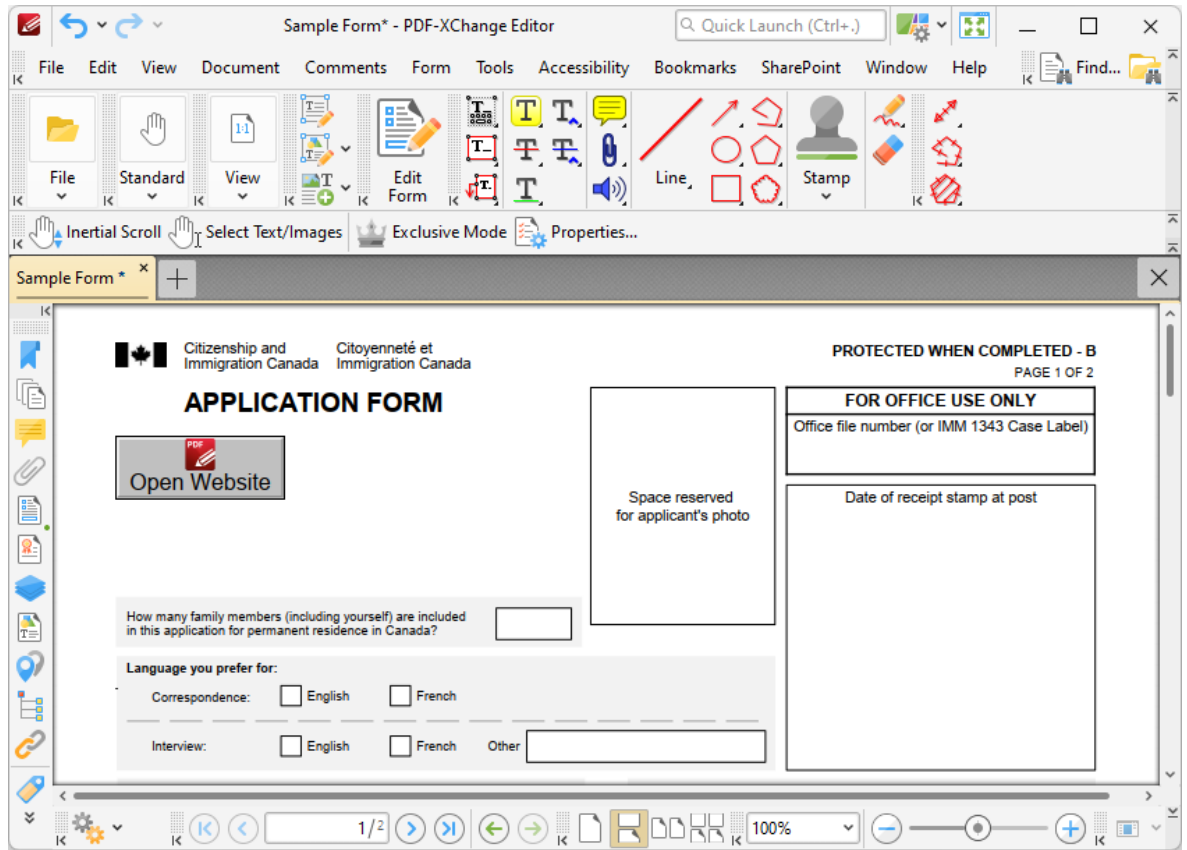 Sample Form* - PDF-XChange Editor
Quick Launch (Ctrl+.)
File Edit View Document Comments Form Tools Accessibility Bookmarks SharePoint Window Help
Find...
1:1
File
Standard
View
Edit
Form
Line
Stamp
Inertial Scroll
Select Text/Images
Exclusive Mode
Properties...
Sample Form *
Citizenship and
Immigration Canada
Citoyenneté et
Immigration Canada
PROTECTED WHEN COMPLETED - B
PAGE 1 OF 2
APPLICATION FORM
FOR OFFICE USE ONLY
Office file number (or IMM 1343 Case Label)
PDF
Open Website
Space reserved
for applicant's photo
Date of receipt stamp at post
How many family members (including yourself) are included
in this application for permanent residence in Canada?
Language you prefer for:
Correspondence: English French
Interview: English French Other
1/2
100%